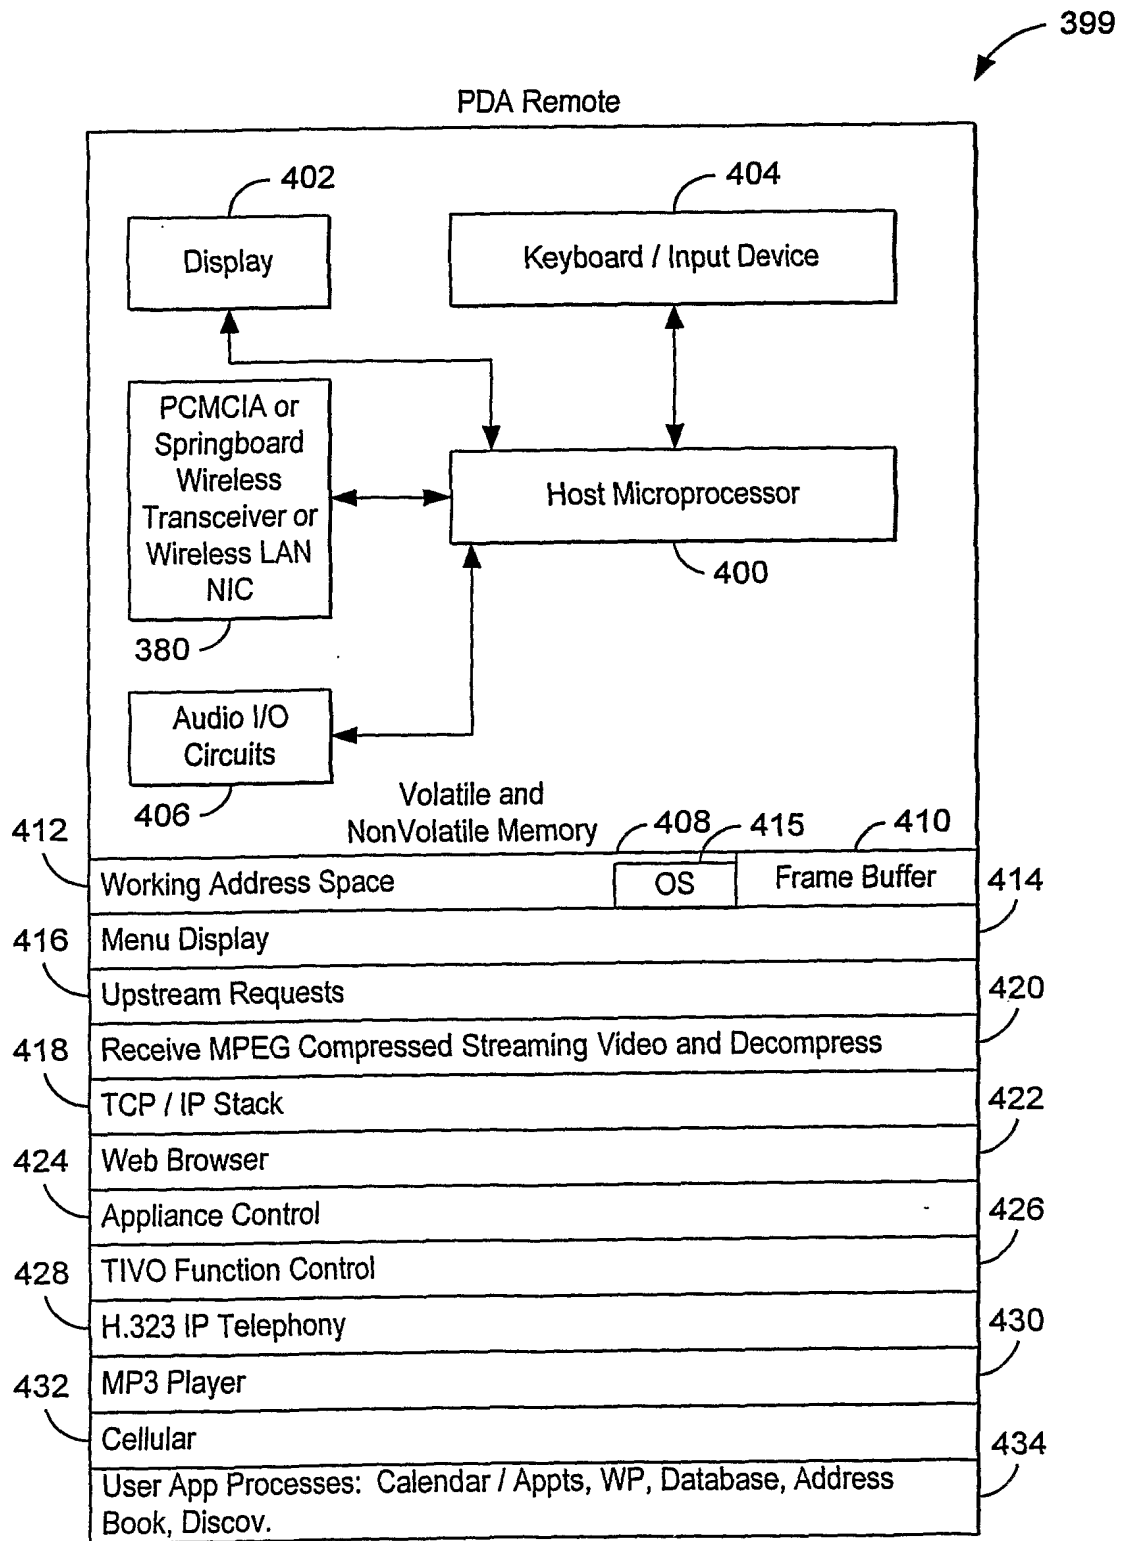 399
PDA Remote
402
404
Display
Keyboard / Input Device
PCMCIA or
Springboard
Wireless
Transceiver or
Wireless LAN
NIC
Host Microprocessor
400
380
Audio I/O
Circuits
406
Volatile and
NonVolatile Memory
408
415
410
412
Working Address Space
OS
Frame Buffer
414
416
Menu Display
Upstream Requests
420
418
Receive MPEG Compressed Streaming Video and Decompress
TCP / IP Stack
422
424
Web Browser
Appliance Control
426
428
TIVO Function Control
H.323 IP Telephony
430
432
MP3 Player
Cellular
434
User App Processes: Calendar / Appts, WP, Database, Address
Book, Discov.